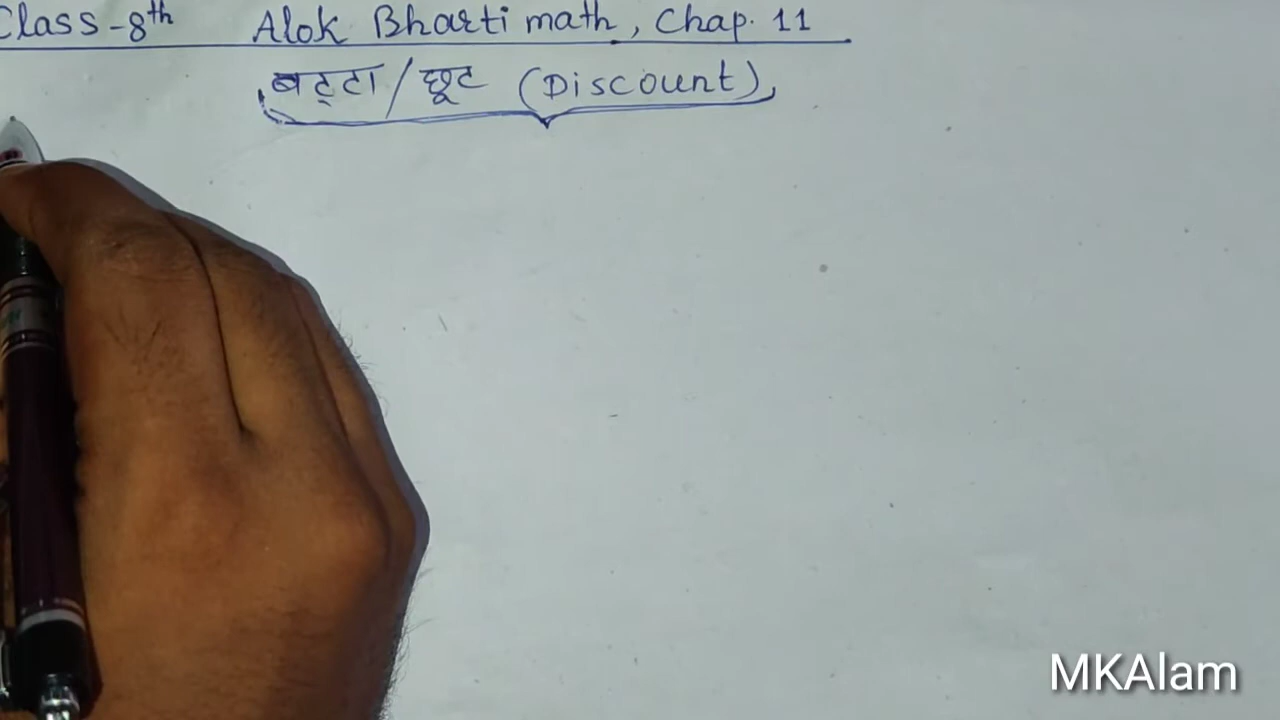 Class-8th Alok Bharti math, Chap. 11
बट्टा/छूट (Discount)
MKAlam